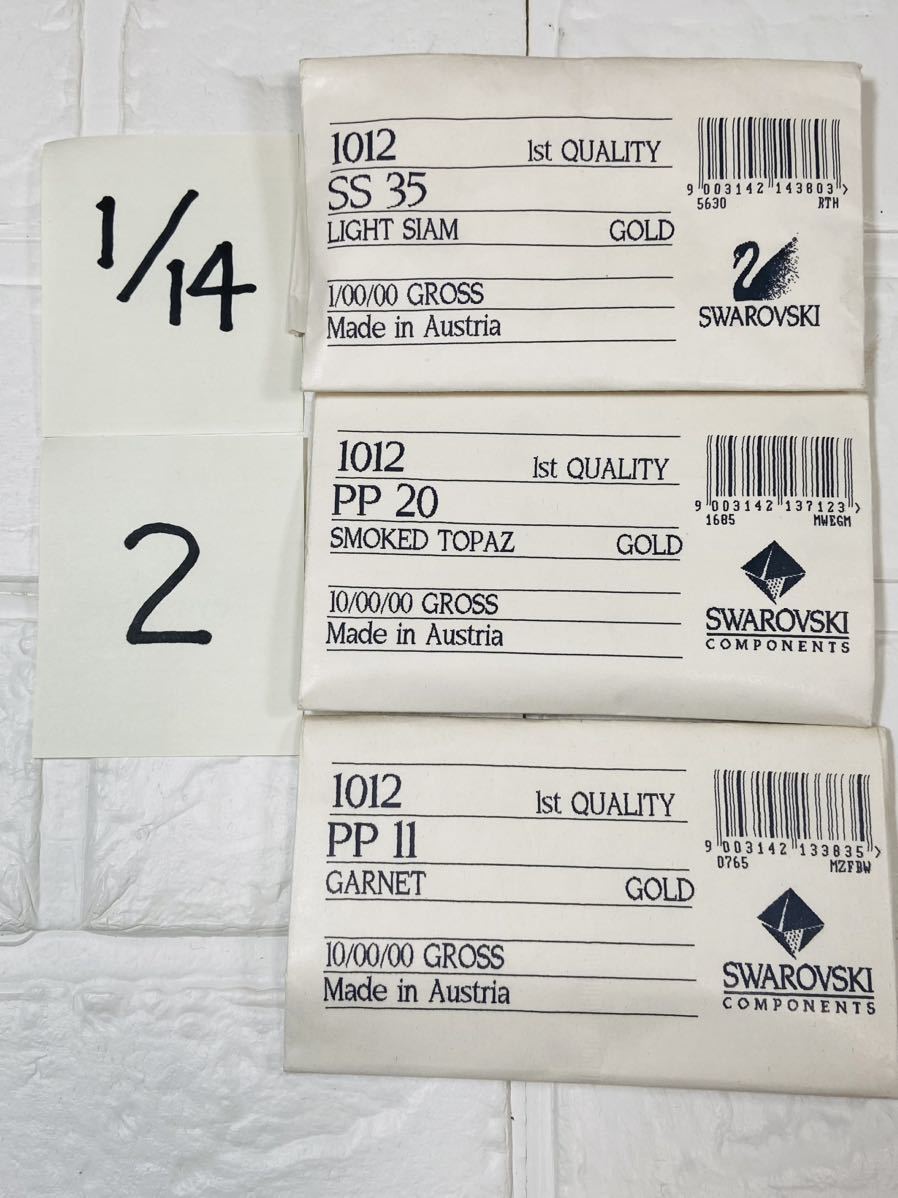 1/14
2
1012 1st QUALITY
SS 35
LIGHT SIAM GOLD
1/00/00 GROSS
Made in Austria
9 003142 143803 >
5630 RTH
SWAROVSKI
1012 1st QUALITY
PP 20
SMOKED TOPAZ GOLD
10/00/00 GROSS
Made in Austria
9 003142 137123 >
1685 MWEGM
SWAROVSKI
COMPONENTS
1012 1st QUALITY
PP 11
GARNET GOLD
10/00/00 GROSS
Made in Austria
9 003142 133835 >
0765 MZFBW
SWAROVSKI
COMPONENTS